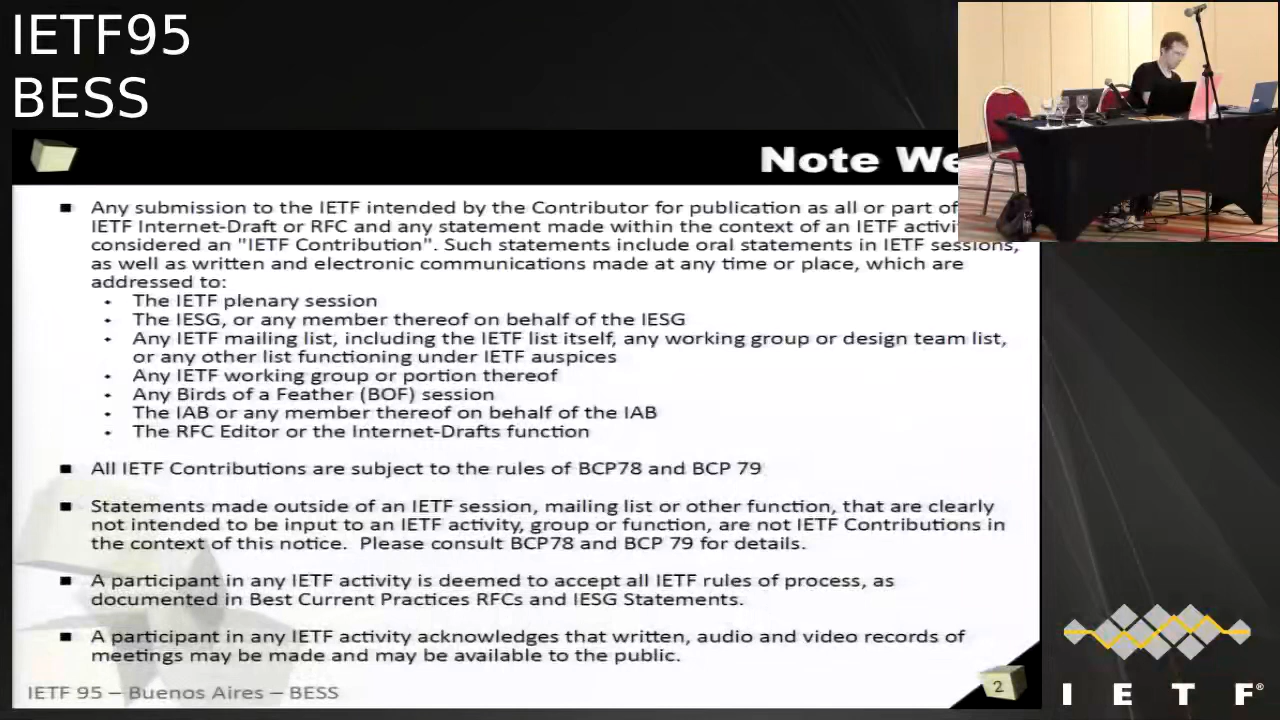 IETF95
BESS
Note We
Any submission to the IETF intended by the Contributor for publication as all or part of
IETF Internet-Draft or RFC and any statement made within the context of an IETF activi
considered an "IETF Contribution". Such statements include oral statements in IETF sessions,
as well as written and electronic communications made at any time or place, which are
addressed to:
The IETF plenary session
The IESG, or any member thereof on behalf of the IESG
Any IETF mailing list, including the IETF list itself, any working group or design team list,
or any other list functioning under IETF auspices
Any IETF working group or portion thereof
Any Birds of a Feather (BOF) session
The IAB or any member thereof on behalf of the IAB
The RFC Editor or the Internet-Drafts function
All IETF Contributions are subject to the rules of BCP78 and BCP 79
Statements made outside of an IETF session, mailing list or other function, that are clearly
not intended to be input to an IETF activity, group or function, are not IETF Contributions in
the context of this notice.  Please consult BCP78 and BCP 79 for details.
A participant in any IETF activity is deemed to accept all IETF rules of process, as
documented in Best Current Practices RFCs and IESG Statements.
A participant in any IETF activity acknowledges that written, audio and video records of
meetings may be made and may be available to the public.
IETF 95 – Buenos Aires – BESS
2
I E T F®